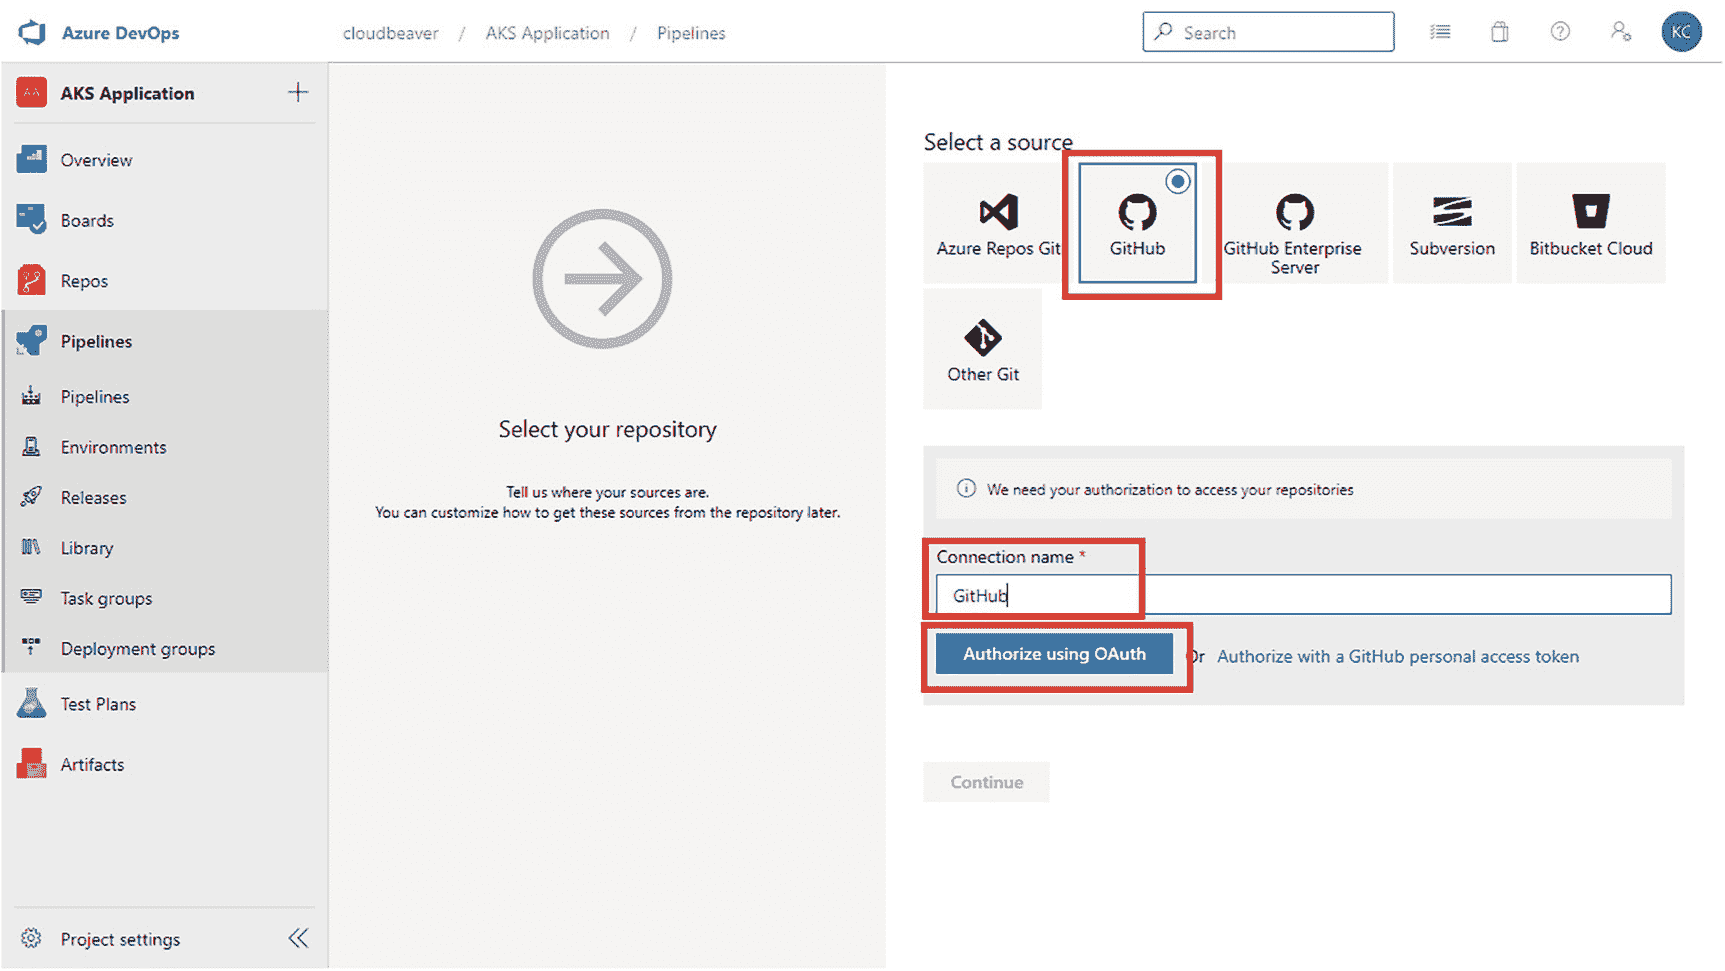 Azure DevOps
cloudbeaver / AKS Application / Pipelines
Search
KC
AKS Application
Overview
Boards
Repos
Pipelines
Pipelines
Environments
Releases
Library
Task groups
Deployment groups
Test Plans
Artifacts
Project settings
Select your repository
Tell us where your sources are.
You can customize how to get these sources from the repository later.
Select a source
Azure Repos Git
GitHub
GitHub Enterprise
Server
Subversion
Bitbucket Cloud
Other Git
We need your authorization to access your repositories
Connection name *
GitHub
Authorize using OAuth
Or Authorize with a GitHub personal access token
Continue